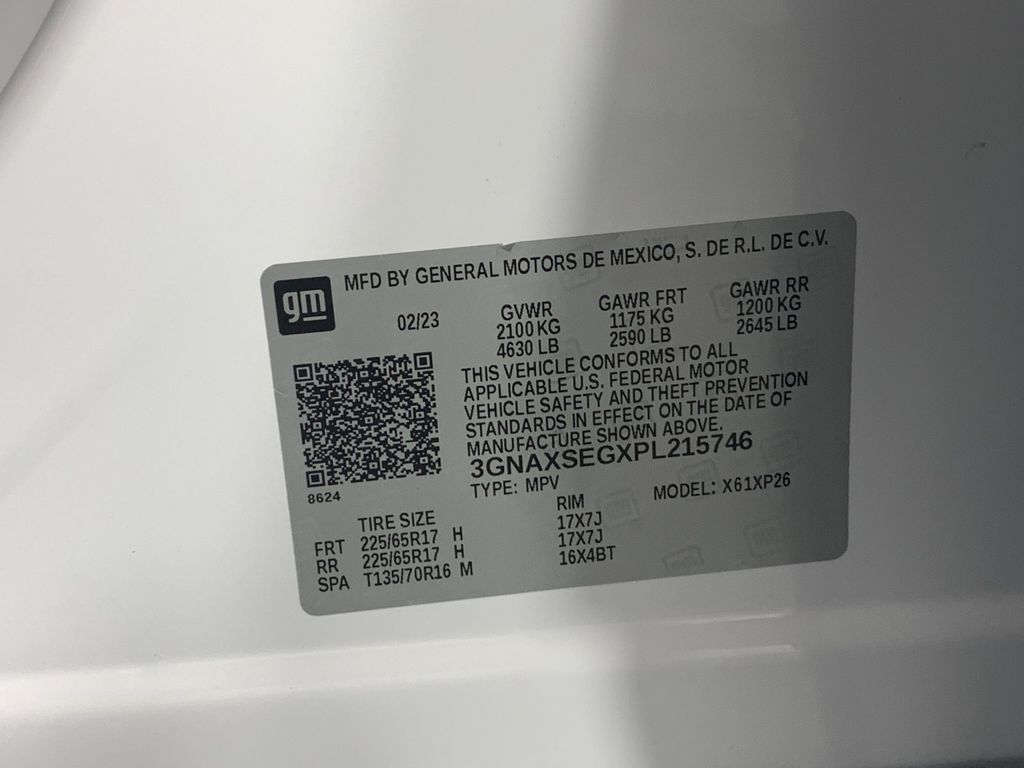 gm
MFD BY GENERAL MOTORS DE MEXICO, S. DE R.L. DE C.V.
02/23 GVWR GAWR FRT GAWR RR
2100 KG 1175 KG 1200 KG
4630 LB 2590 LB 2645 LB
THIS VEHICLE CONFORMS TO ALL
APPLICABLE U.S. FEDERAL MOTOR
VEHICLE SAFETY AND THEFT PREVENTION
STANDARDS IN EFFECT ON THE DATE OF
MANUFACTURE SHOWN ABOVE.
3GNAXSEGXPL215746
8624
TYPE: MPV MODEL: X61XP26
TIRE SIZE RIM
FRT 225/65R17 H 17X7J
RR 225/65R17 H 17X7J
SPA T135/70R16 M 16X4BT